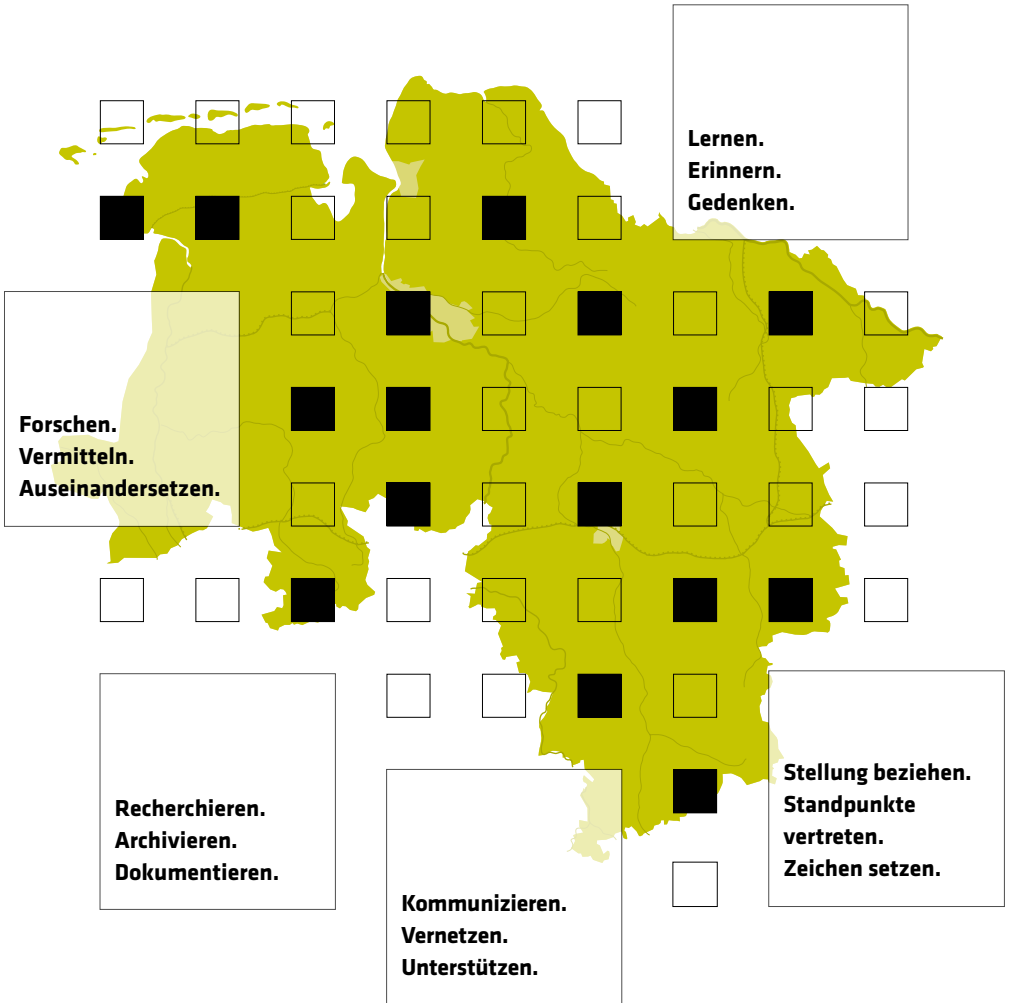 Lernen.
Erinnern.
Gedenken.
Forschen.
Vermitteln.
Auseinandersetzen.
Recherchieren.
Archivieren.
Dokumentieren.
Kommunizieren.
Vernetzen.
Unterstützen.
Stellung beziehen.
Standpunkte
vertreten.
Zeichen setzen.